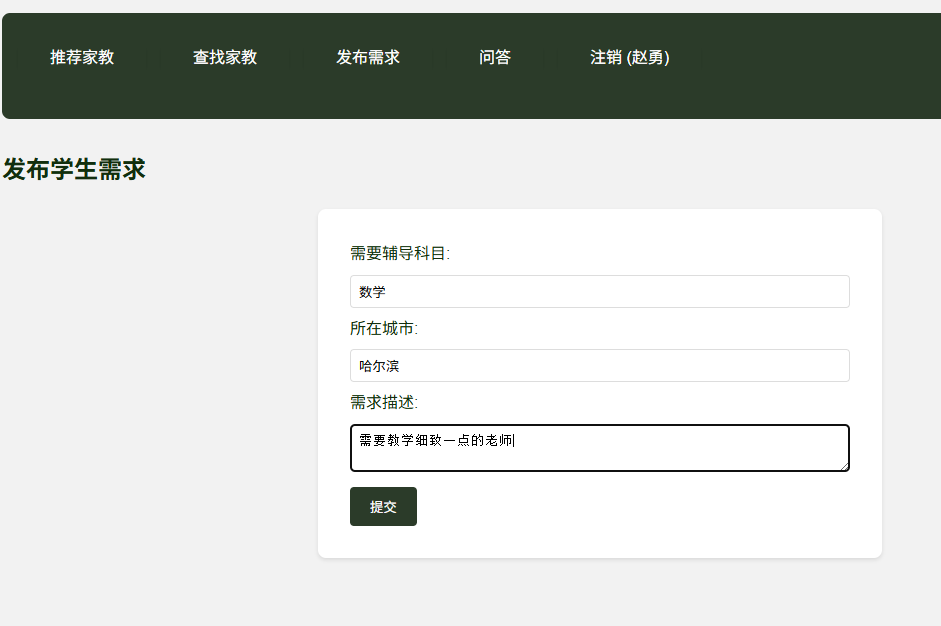 推荐家教 查找家教 发布需求 问答 注销 (赵勇)
发布学生需求
需要辅导科目:
数学
所在城市:
哈尔滨
需求描述:
需要教学细致一点的老师
提交